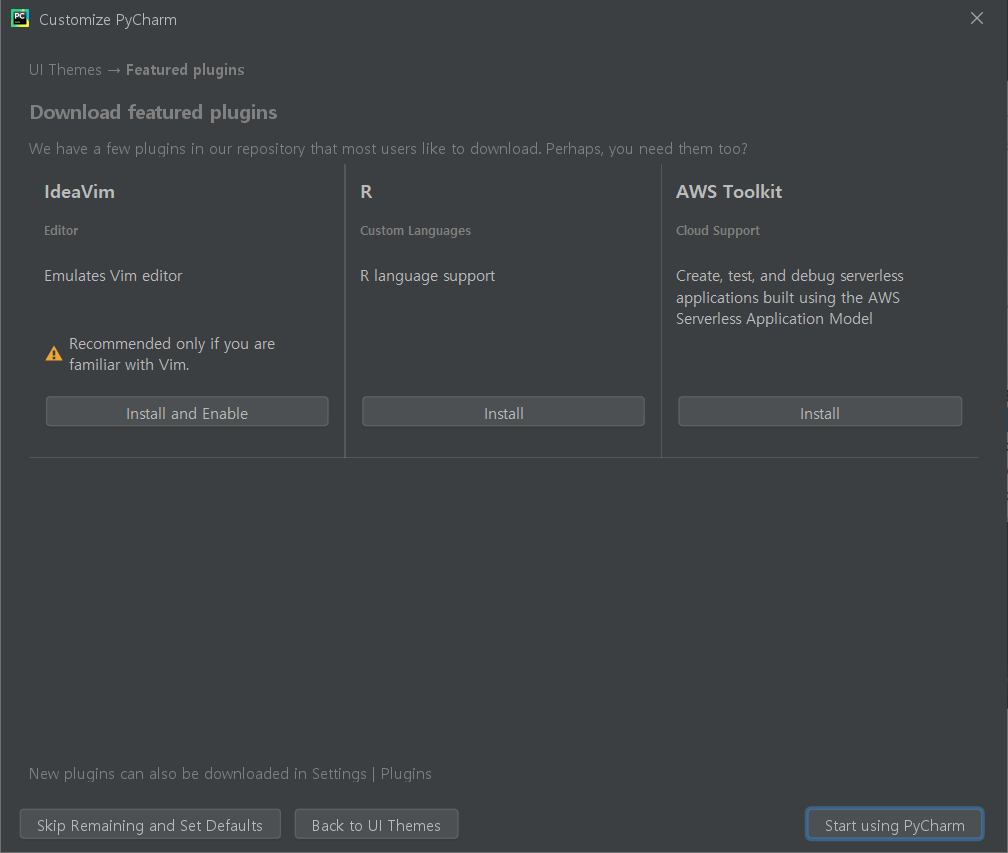 PC
Customize PyCharm
UI Themes → Featured plugins
Download featured plugins
We have a few plugins in our repository that most users like to download. Perhaps, you need them too?
IdeaVim
Editor
Emulates Vim editor
Recommended only if you are
familiar with Vim.
Install and Enable
R
Custom Languages
R language support
Install
AWS Toolkit
Cloud Support
Create, test, and debug serverless
applications built using the AWS
Serverless Application Model
Install
New plugins can also be downloaded in Settings | Plugins
Skip Remaining and Set Defaults
Back to UI Themes
Start using PyCharm